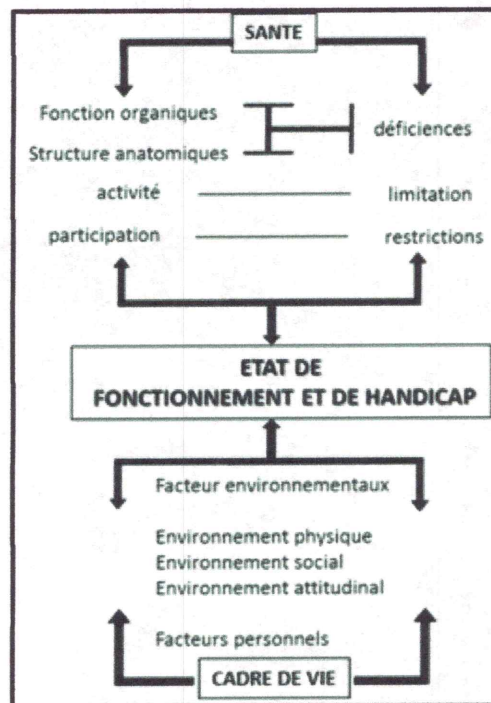 SANTE
Fonction organiques
Structure anatomiques
déficiences
activité limitation
participation restrictions
ETAT DE
FONCTIONNEMENT ET DE HANDICAP
Facteur environnementaux
Environnement physique
Environnement social
Environnement attitudinal
Facteurs personnels
CADRE DE VIE